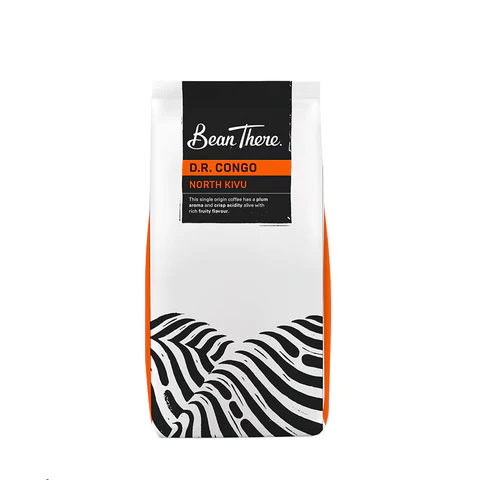 Bean There.
D.R. CONGO
NORTH KIVU
This single origin coffee has a plum
aroma and crisp acidity alive with
rich fruity flavour.